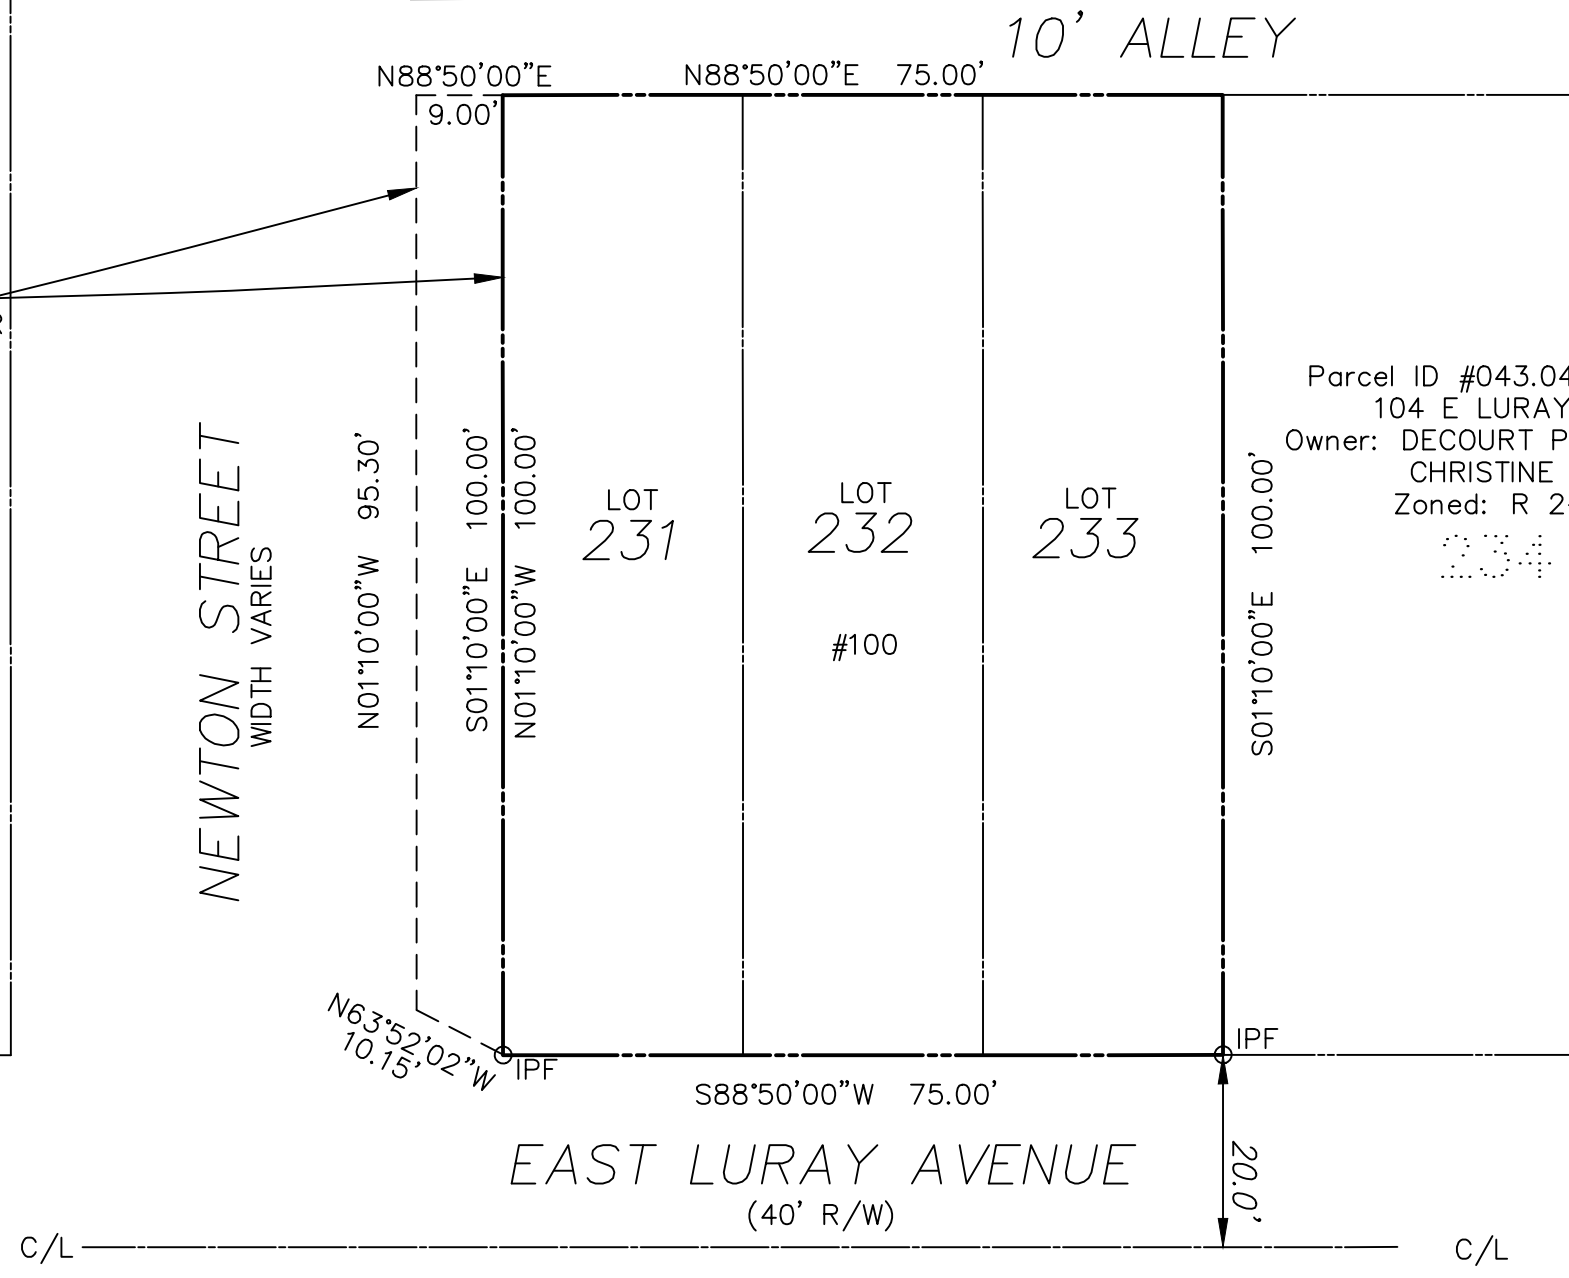 10' ALLEY
N88°50'00"E
9.00'
N88°50'00"E 75.00'
NEWTON STREET
WIDTH VARIES
N01°10'00"W 95.30'
S01°10'00"E 100.00'
N01°10'00"W 100.00'
LOT
231
LOT
232
LOT
233
#100
S01°10'00"E 100.00'
Parcel ID #043.04
104 E LURAY
Owner: DECOURT P
CHRISTINE
Zoned: R 2-
234
N63°52'02"W
10.15'
IPF
IPF
S88°50'00"W 75.00'
EAST LURAY AVENUE
(40' R/W)
20.0'
C/L
C/L